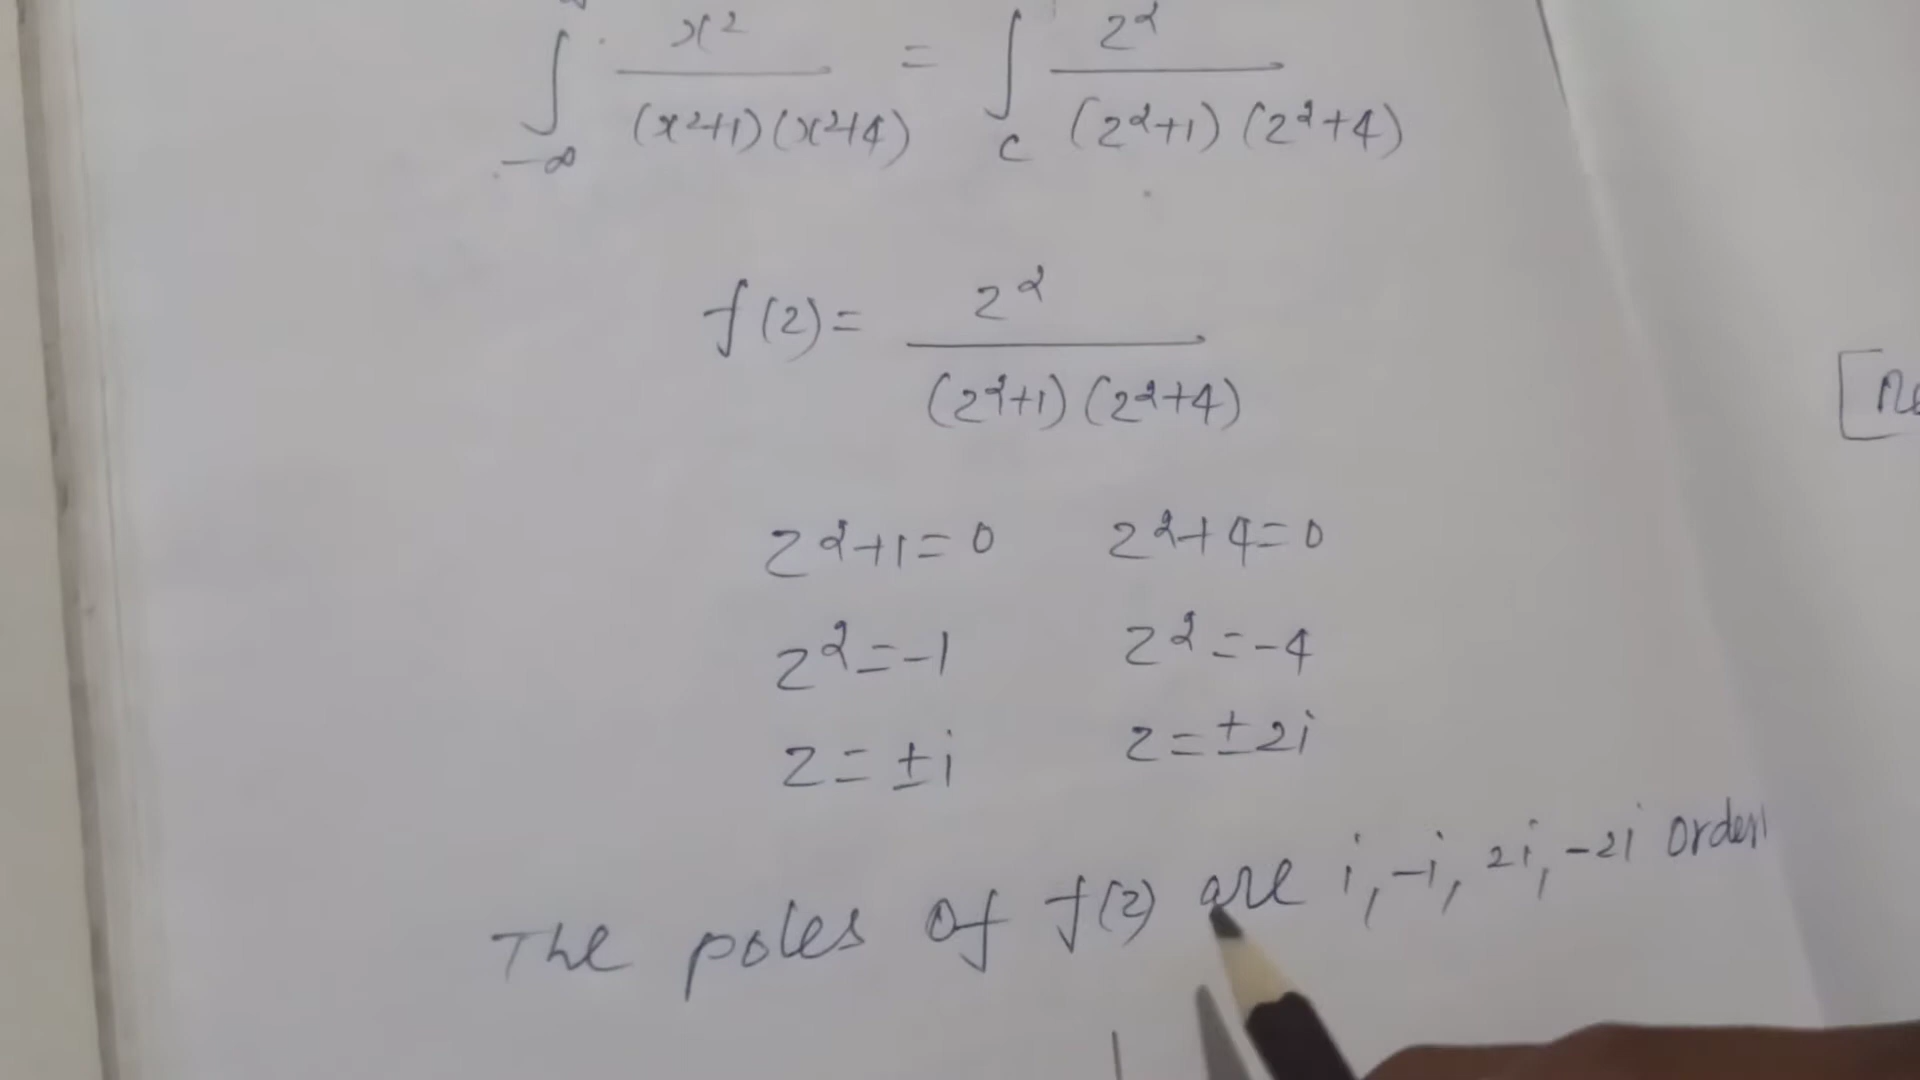 ∫ x² / (x²+1)(x²+4) = ∫ z² / (z²+1)(z²+4)
-∞ c
f(z) = z² / (z²+1)(z²+4)
z²+1=0 z²+4=0
z²=-1 z²=-4
z=±i z=±2i
The poles of f(z) are i, -i, 2i, -2i order